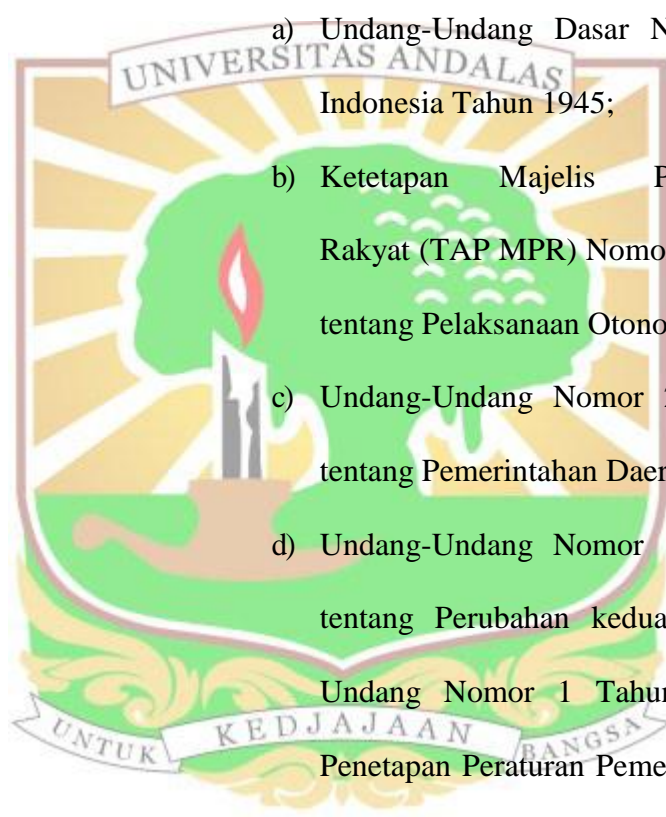 a) Undang-Undang Dasar
UNIVERSITAS ANDALAS
Indonesia Tahun 1945;
b) Ketetapan Majelis
Rakyat (TAP MPR) Nomo
tentang Pelaksanaan Otono
c) Undang-Undang Nomor
tentang Pemerintahan Daer
d) Undang-Undang Nomor
tentang Perubahan kedua
Undang Nomor 1 Tahun
Penetapan Peraturan Peme
UNTUK KEDJAJAAN BANGSA